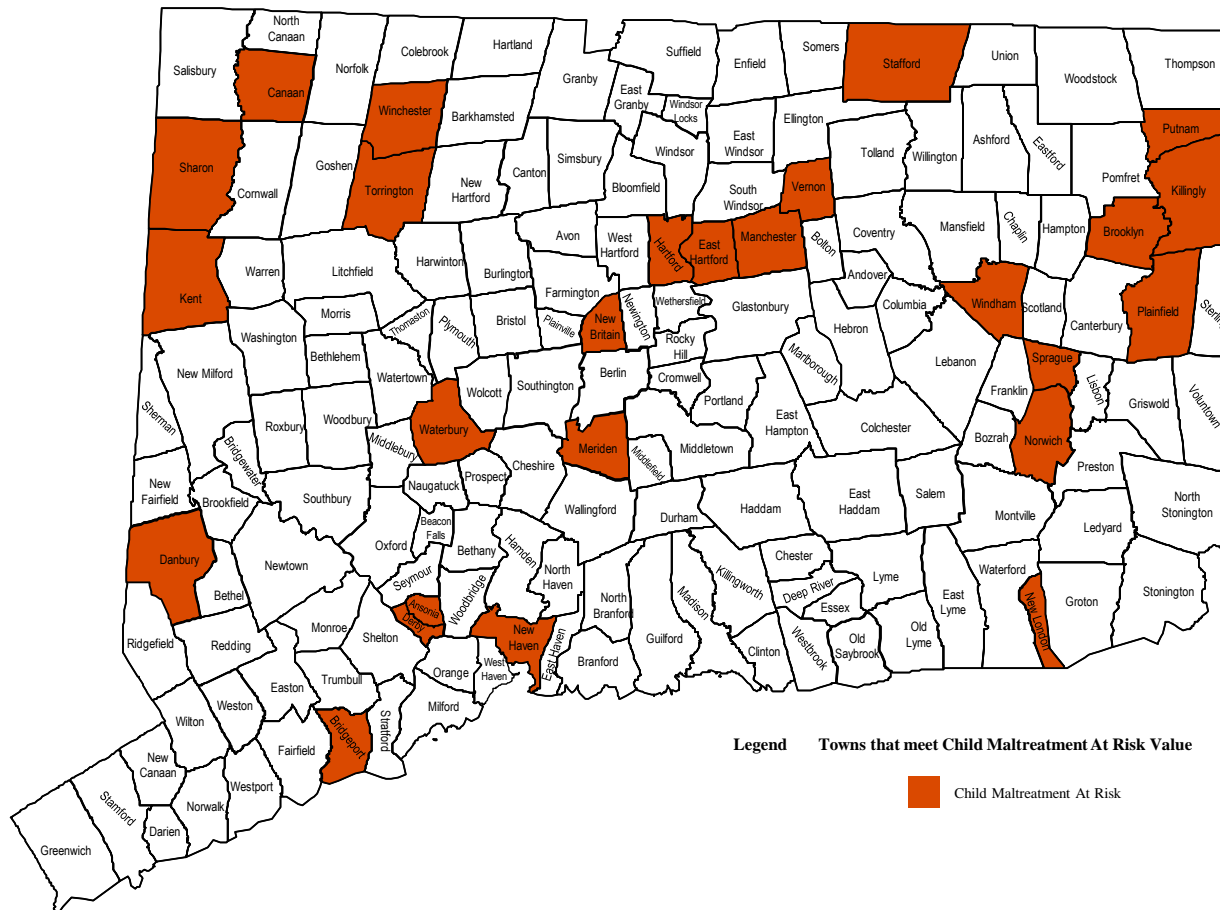 North
Canaan
Colebrook
Hartland
Suffield
Enfield
Somers
Stafford
Union
Woodstock
Thompson
Salisbury
Canaan
Norfolk
Winchester
Barkhamsted
Granby
East
Granby
Windsor
Locks
East
Windsor
Ellington
Tolland
Willington
Ashford
Eastford
Putnam
Pomfret
Killingly
Sharon
Cornwall
Goshen
Torrington
New
Hartford
Canton
Simsbury
Bloomfield
Windsor
South
Windsor
Vernon
Kent
Warren
Litchfield
Harwinton
Burlington
Avon
West
Hartford
Hartford
East
Hartford
Manchester
Bolton
Coventry
Mansfield
Chaplin
Hampton
Brooklyn
Andover
Columbia
Windham
Scotland
Canterbury
Plainfield
Washington
Morris
Bethlehem
Thomaston
Plymouth
Bristol
Plainville
Farmington
New
Britain
Newington
Wethersfield
Rocky
Hill
Glastonbury
Marlborough
Hebron
Lebanon
Franklin
Sprague
Lisbon
Griswold
Voluntown
Sherman
New Milford
Roxbury
Woodbury
Watertown
Waterbury
Wolcott
Southington
Berlin
Cromwell
Portland
East
Hampton
Colchester
Bozrah
Norwich
Preston
Bridgewater
Middlebury
Naugatuck
Prospect
Cheshire
Meriden
Middlefield
Middletown
New
Fairfield
Brookfield
Southbury
Oxford
Beacon
Falls
Bethany
Hamden
Wallingford
Durham
Haddam
East
Haddam
Salem
Montville
Ledyard
North
Stonington
Danbury
Bethel
Newtown
Seymour
Woodbridge
North
Haven
North
Branford
Madison
Killingworth
Chester
Deep River
Essex
Lyme
East
Lyme
Waterford
New London
Groton
Stonington
Ridgefield
Redding
Monroe
Shelton
Ansonia
Derby
New
Haven
East Haven
Branford
Guilford
Clinton
Westbrook
Old
Saybrook
Old
Lyme
Easton
Trumbull
Orange
West
Haven
Milford
Stratford
Bridgeport
Wilton
Weston
Fairfield
New
Canaan
Westport
Norwalk
Darien
Stamford
Greenwich
Legend Towns that meet Child Maltreatment At Risk Value
Child Maltreatment At Risk